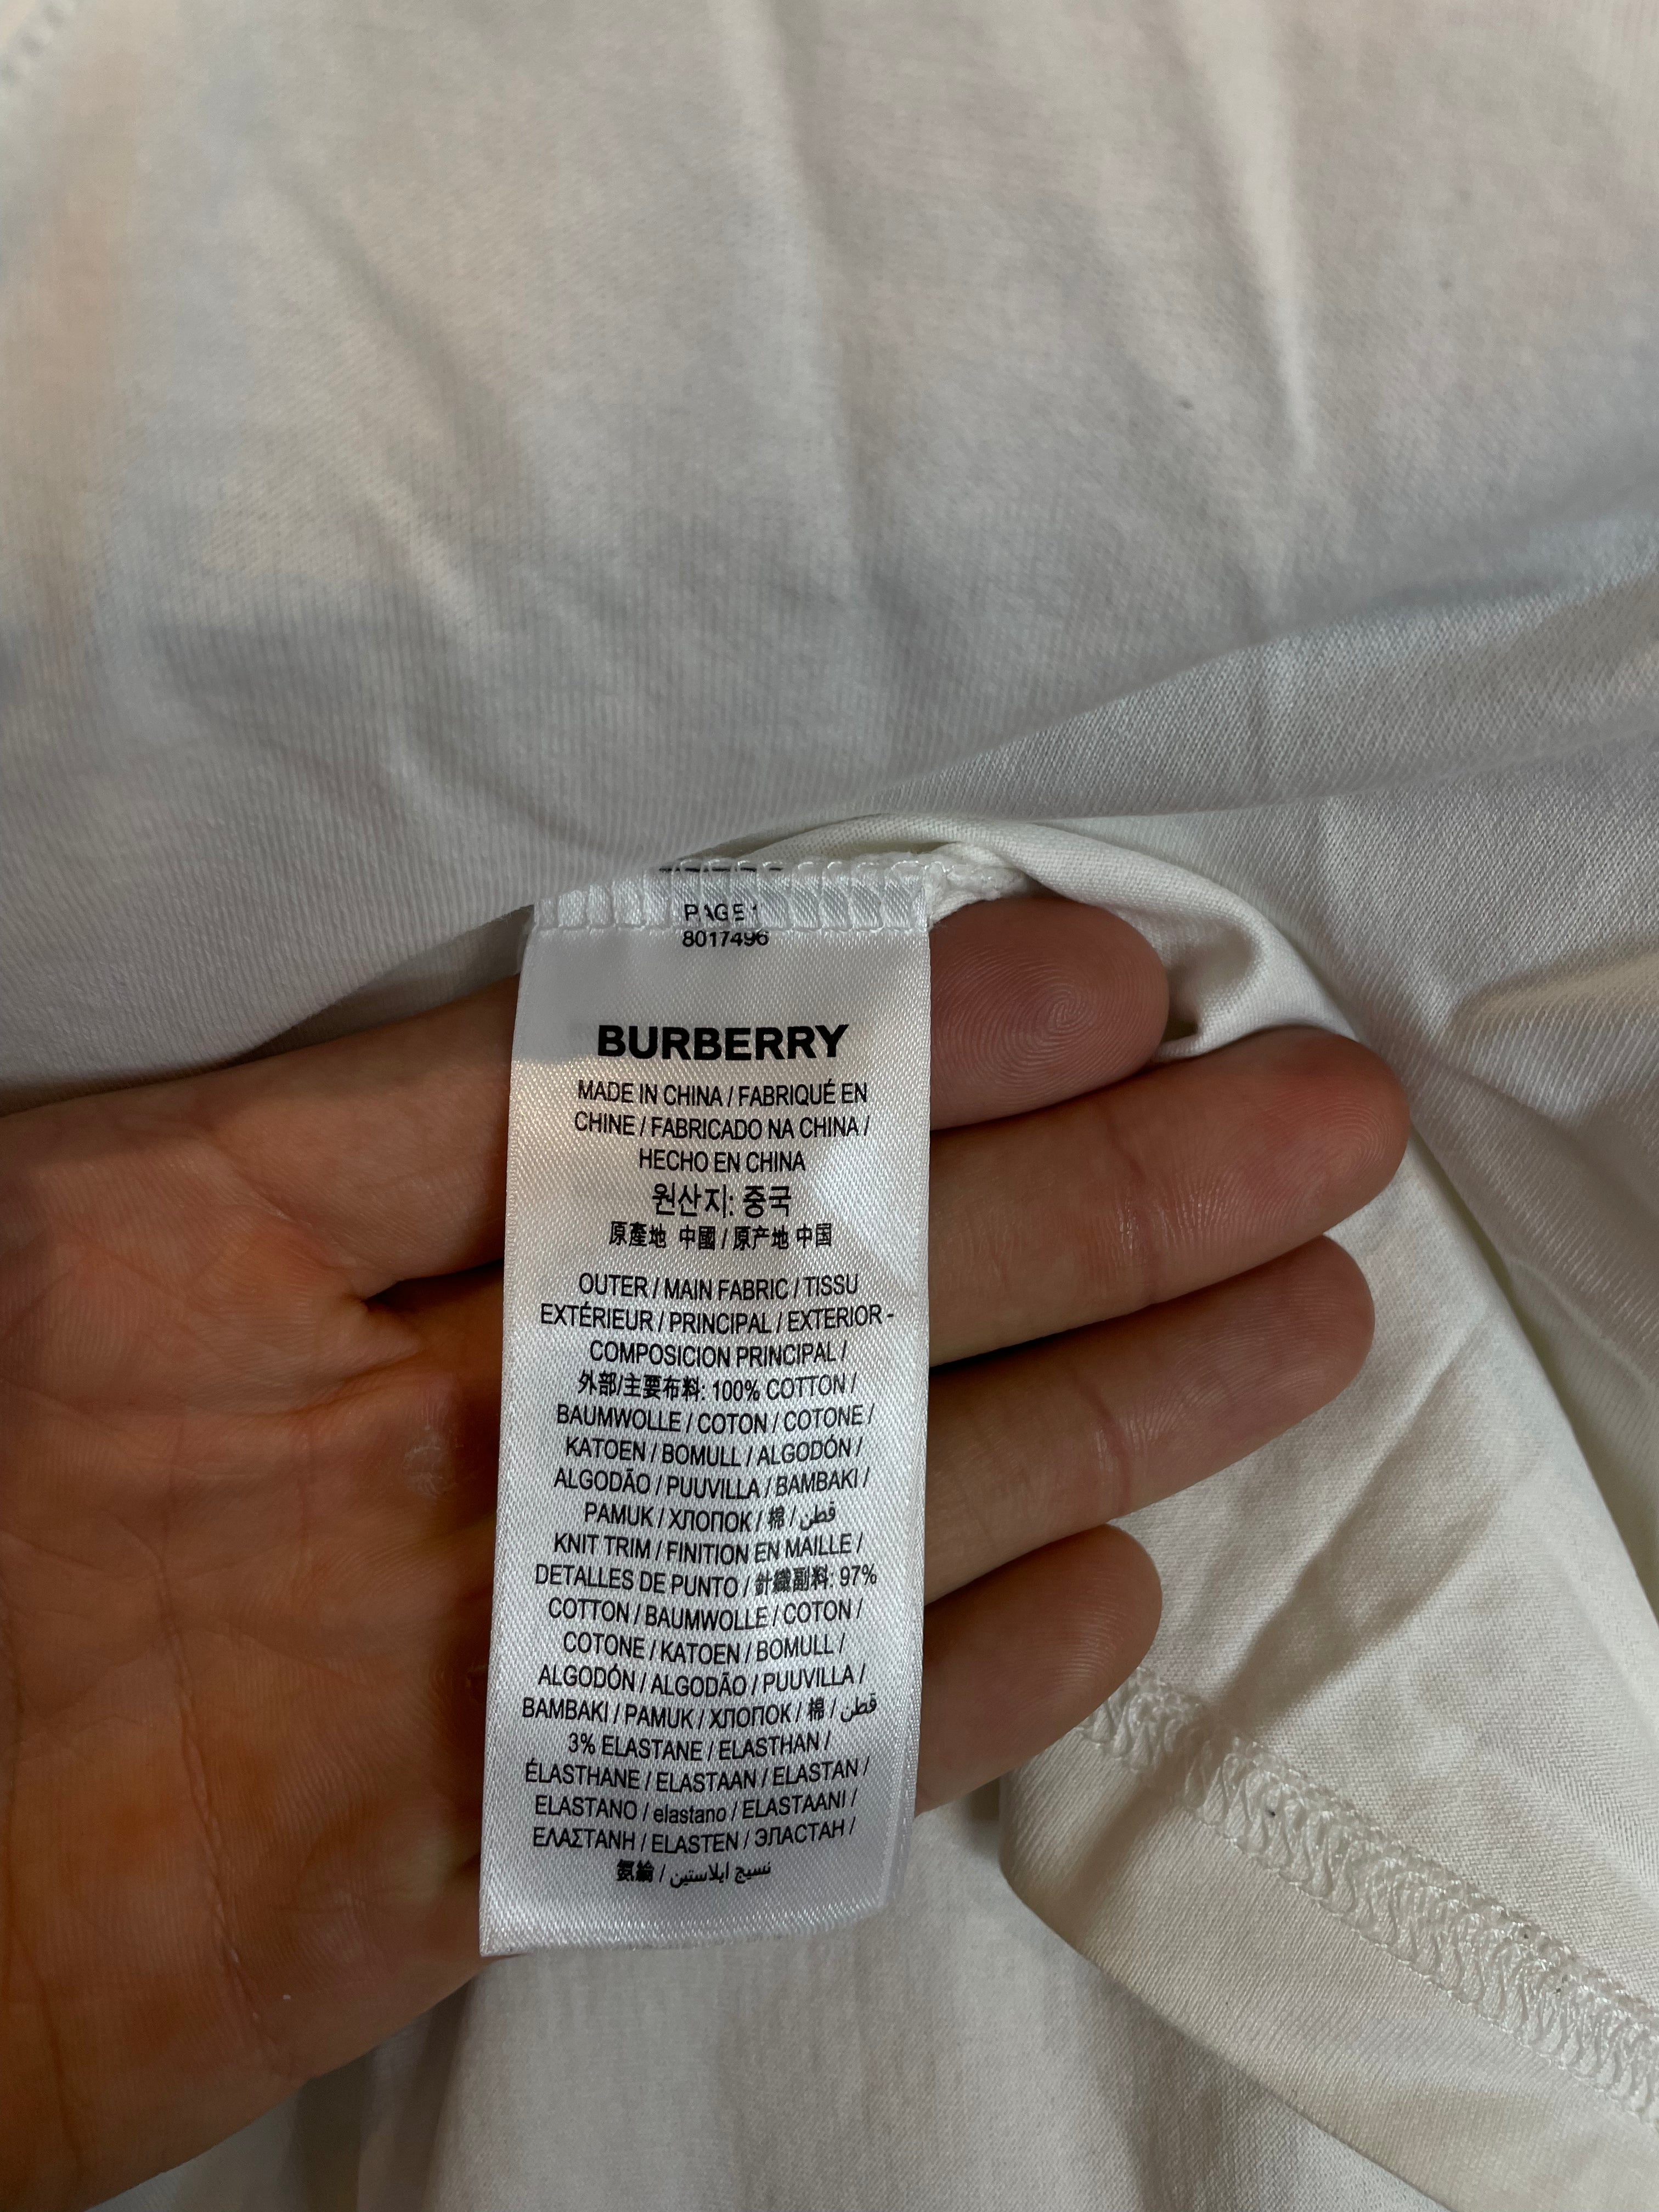 PAGE 1
8017496
BURBERRY
MADE IN CHINA / FABRIQUÉ EN
CHINE / FABRICADO NA CHINA /
HECHO EN CHINA
원산지: 중국
原產地 中國 / 原产地 中国
OUTER / MAIN FABRIC / TISSU
EXTÉRIEUR / PRINCIPAL / EXTERIOR -
COMPOSICION PRINCIPAL /
外部/主要布料: 100% COTTON /
BAUMWOLLE / COTON / COTONE /
KATOEN / BOMULL / ALGODÓN /
ALGODÃO / PUUVILLA / BAMBAKI /
PAMUK / ХЛОПОК / 棉 / قطن
KNIT TRIM / FINITION EN MAILLE /
DETALLES DE PUNTO / 針織副料: 97%
COTTON / BAUMWOLLE / COTON /
COTONE / KATOEN / BOMULL /
ALGODÓN / ALGODÃO / PUUVILLA /
BAMBAKI / PAMUK / ХЛОПОК / 棉 / قطن
3% ELASTANE / ELASTHAN /
ÉLASTHANE / ELASTAAN / ELASTAN /
ELASTANO / elastano / ELASTAANI /
ΕΛΑΣΤΑΝΗ / ELASTEN / ЭЛАСТАН /
氨綸 / نسيج ايلاستين